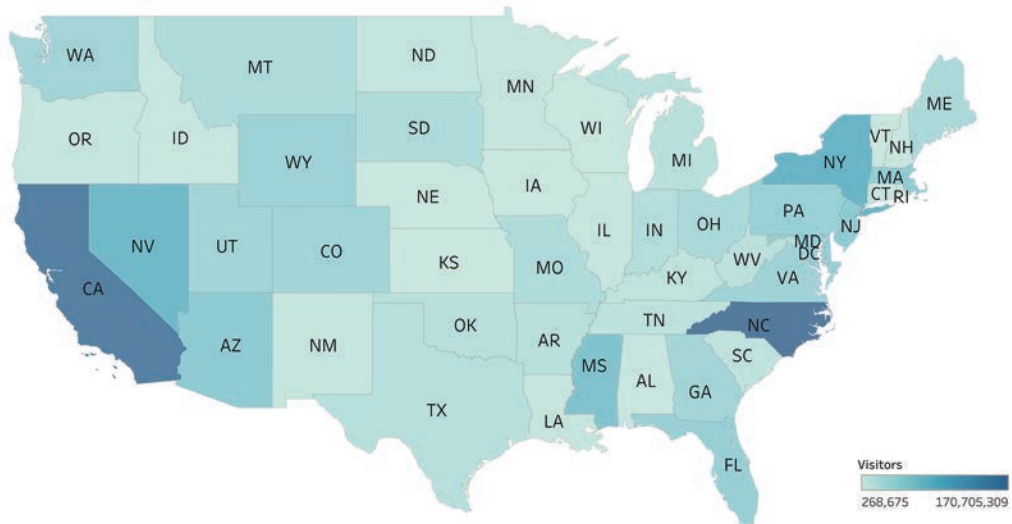 WA
MT
ND
MN
ME
OR
ID
SD
WI
VT
NH
WY
MI
NY
MA
CT
RI
NE
IA
PA
NJ
NV
UT
CO
IL
IN
OH
MD
DC
CA
KS
MO
WV
VA
KY
AZ
NM
OK
TN
NC
AR
SC
MS
AL
GA
TX
LA
FL
Visitors
268,675 170,705,309